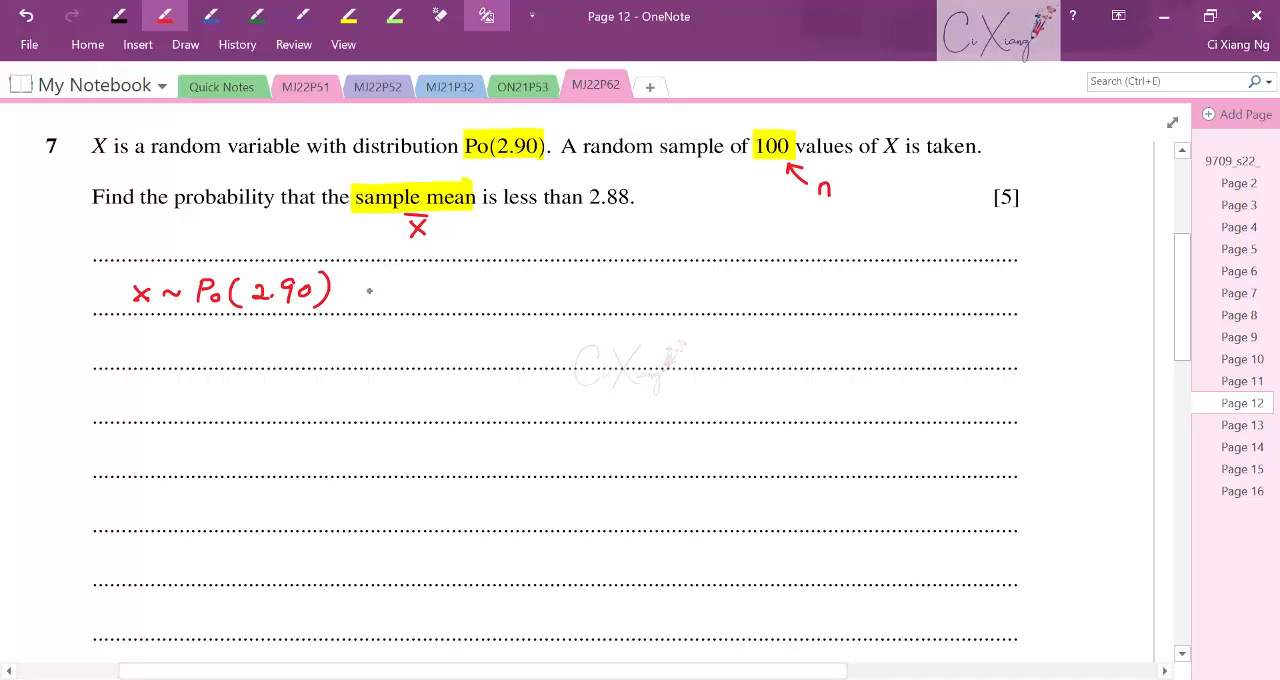 Page 12 - OneNote
Ci Xiang
?
File Home Insert Draw History Review View
Ci Xiang Ng
My Notebook
Quick Notes
MJ22P51
MJ22P52
MJ21P32
ON21P53
MJ22P62
Search (Ctrl+E)
Add Page
7 X is a random variable with distribution Po(2.90). A random sample of 100 values of X is taken.
n
Find the probability that the sample mean is less than 2.88. [5]
x̄
x ~ Po(2.90)
Ci Xiang
9709_s22_
Page 2
Page 3
Page 4
Page 5
Page 6
Page 7
Page 8
Page 9
Page 10
Page 11
Page 12
Page 13
Page 14
Page 15
Page 16